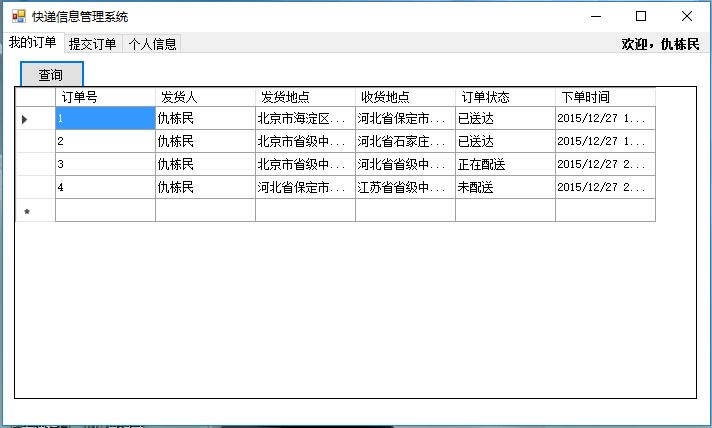 快递信息管理系统
我的订单 提交订单 个人信息 欢迎，仇栋民
查询
订单号 发货人 发货地点 收货地点 订单状态 下单时间
1 仇栋民 北京市海淀区... 河北省保定市... 已送达 2015/12/27 1...
2 仇栋民 北京市省级中... 河北省石家庄... 已送达 2015/12/27 1...
3 仇栋民 北京市省级中... 河北省省级中... 正在配送 2015/12/27 2...
4 仇栋民 河北省保定市... 江苏省省级中... 未配送 2015/12/27 2...